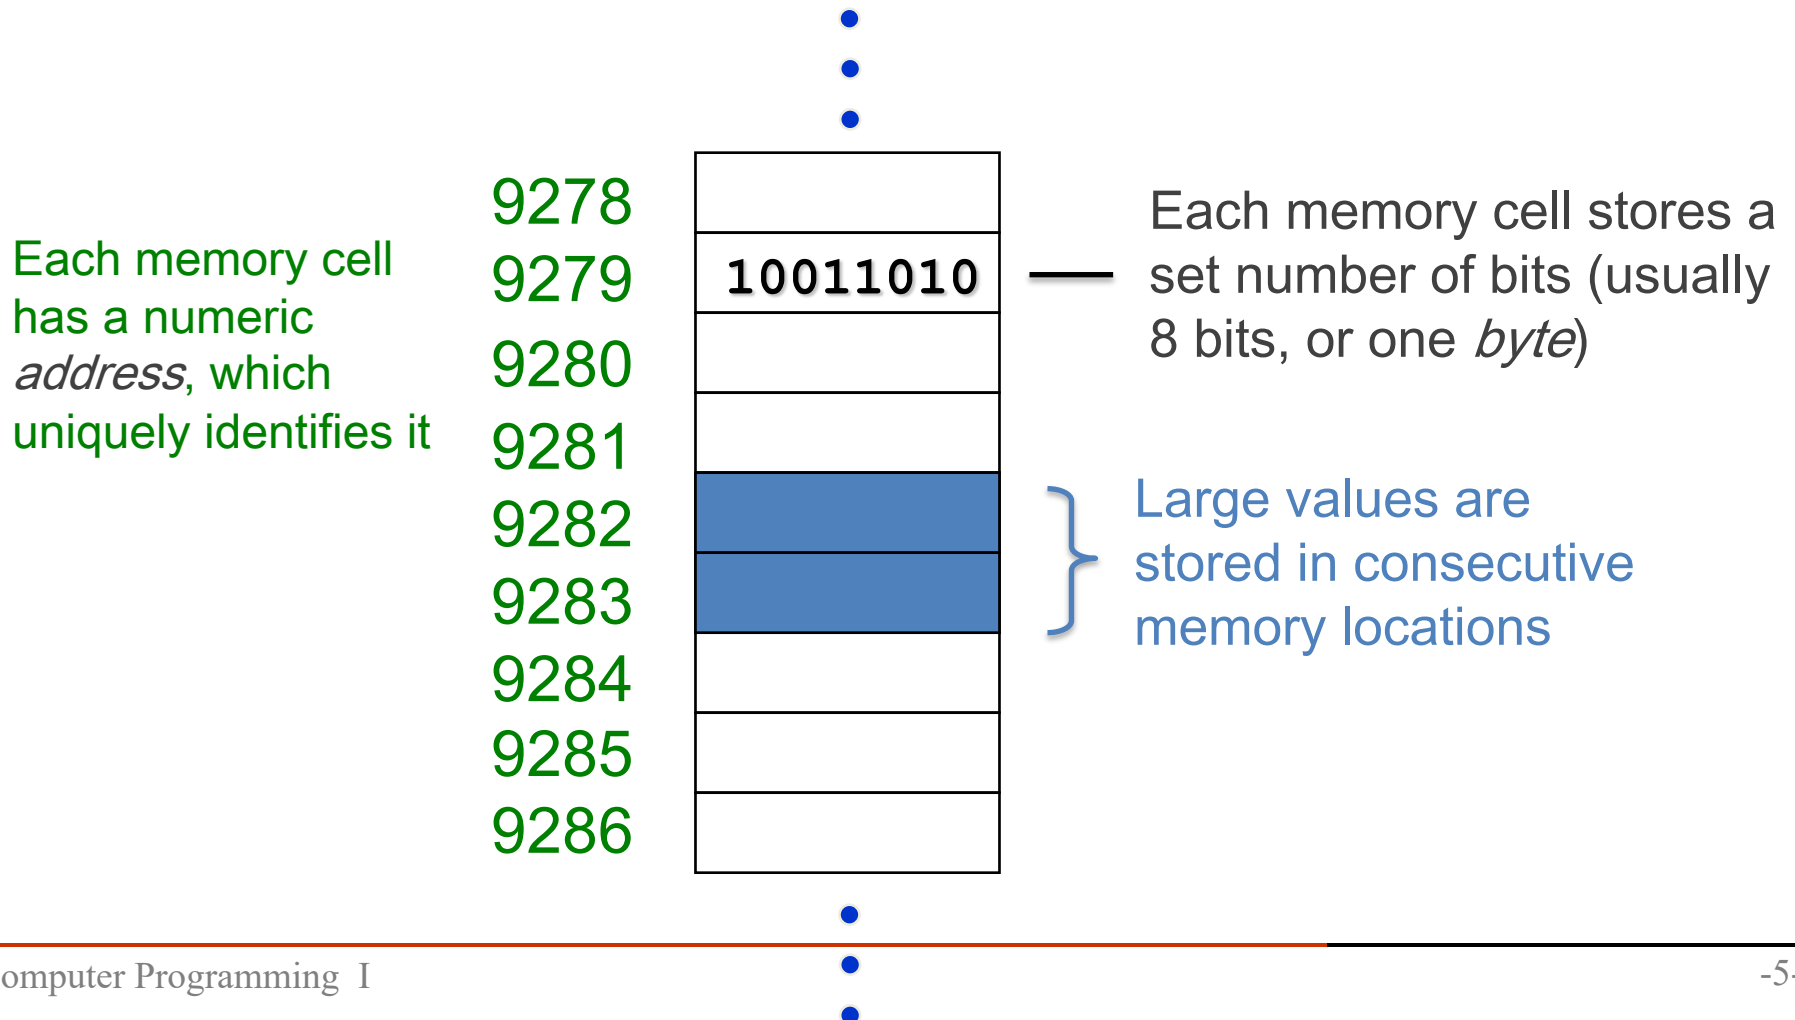 Each memory cell
has a numeric
address, which
uniquely identifies it
9278
9279
9280
9281
9282
9283
9284
9285
9286
10011010
Each memory cell stores a
set number of bits (usually
8 bits, or one byte)
Large values are
stored in consecutive
memory locations
omputer Programming I
-5-